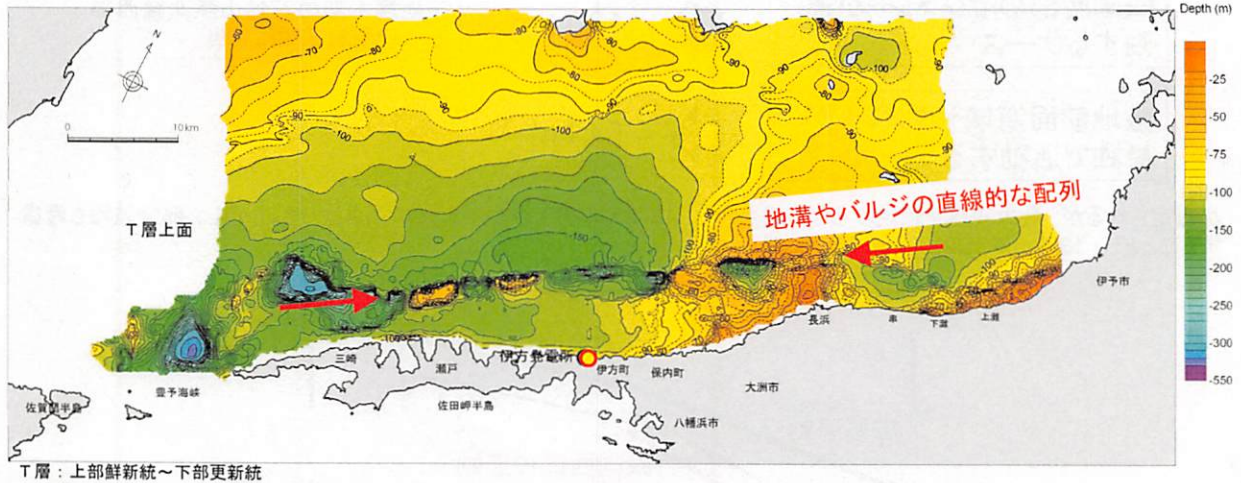 Depth (m)
N
0
10km
-25
-50
-75
-100
-150
-200
-250
-300
-550
T層上面
地溝やバルジの直線的な配列
伊予市
長浜
串
下灘
上灘
三崎
瀬戸
伊方発電所
伊方町
保内町
大洲市
豊予海峡
佐賀関半島
佐田岬半島
八幡浜市
T層:上部鮮新統~下部更新統